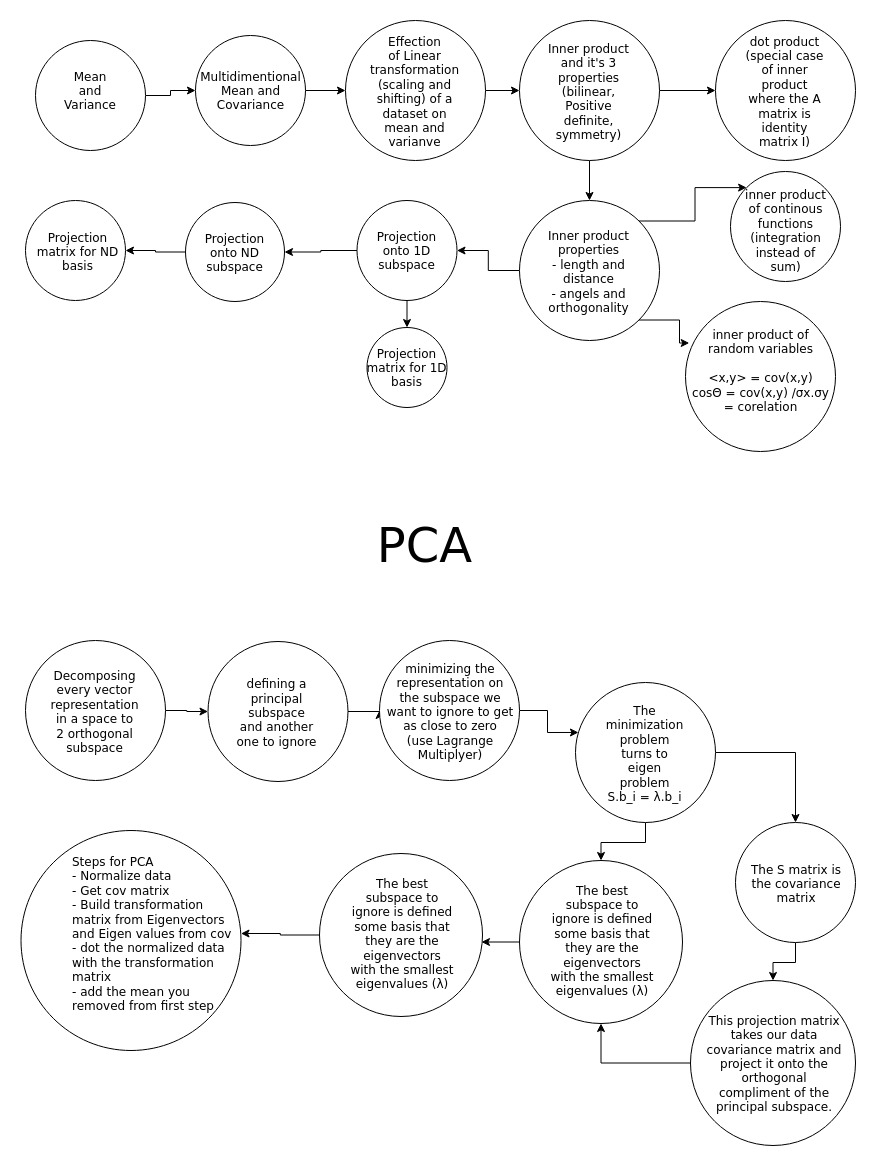 Mean
and
Variance
Multidimentional
Mean and
Covariance
Effection
of Linear
transformation
(scaling and
shifting) of a
dataset on
mean and
varianve
Inner product
and it's 3
properties
(bilinear,
Positive
definite,
symmetry)
dot product
(special case
of inner
product
where the A
matrix is
identity
matrix I)
inner product
of continous
functions
(integration
instead of
sum)
Inner product
properties
- length and
distance
- angels and
orthogonality
Projection
onto 1D
subspace
Projection
onto ND
subspace
Projection
matrix for ND
basis
Projection
matrix for 1D
basis
inner product of
random variables
<x,y> = cov(x,y)
cosΘ = cov(x,y) /σx.σy
= corelation
PCA
Decomposing
every vector
representation
in a space to
2 orthogonal
subspace
defining a
principal
subspace
and another
one to ignore
minimizing the
representation on
the subspace we
want to ignore to get
as close to zero
(use Lagrange
Multiplyer)
The
minimization
problem
turns to
eigen
problem
S.b_i = λ.b_i
The S matrix is
the covariance
matrix
This projection matrix
takes our data
covariance matrix and
project it onto the
orthogonal
compliment of the
principal subspace.
The best
subspace to
ignore is defined
some basis that
they are the
eigenvectors
with the smallest
eigenvalues (λ)
The best
subspace to
ignore is defined
some basis that
they are the
eigenvectors
with the smallest
eigenvalues (λ)
Steps for PCA
- Normalize data
- Get cov matrix
- Build transformation
matrix from Eigenvectors
and Eigen values from cov
- dot the normalized data
with the transformation
matrix
- add the mean you
removed from first step